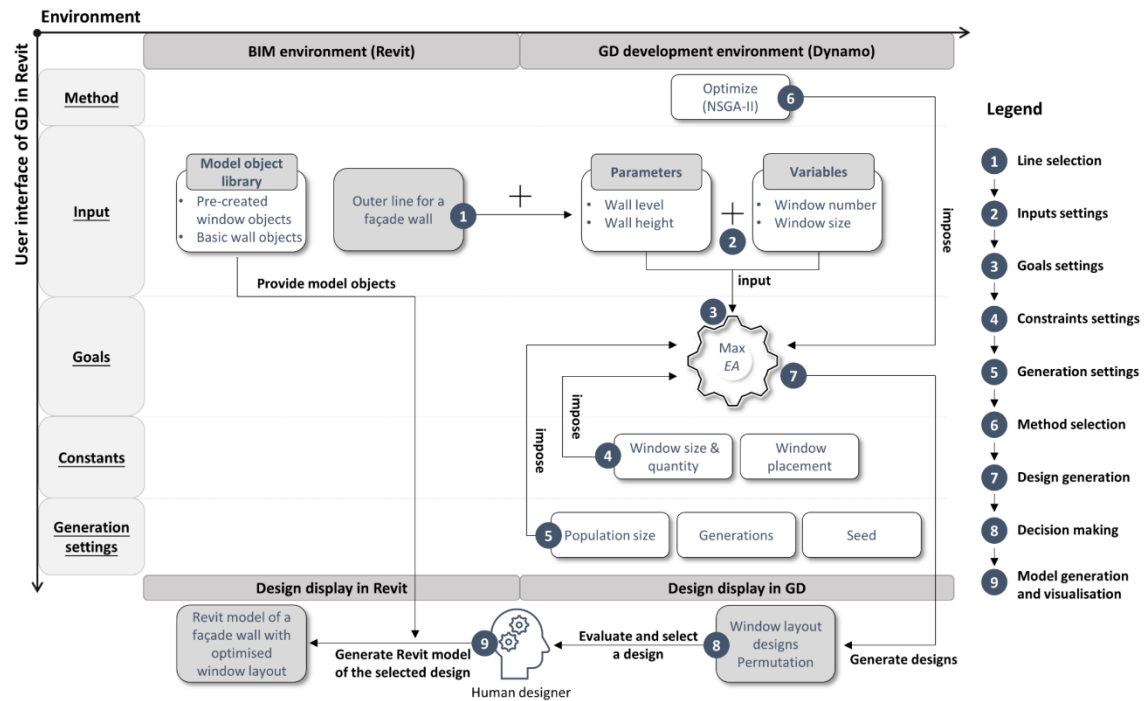 Environment
User interface of GD in Revit
BIM environment (Revit)
GD development environment (Dynamo)
Method
Optimize
(NSGA-II)
6
Input
Model object
library
• Pre-created
window objects
• Basic wall objects
Outer line for a
façade wall
1
+
Parameters
• Wall level
• Wall height
+
2
Variables
• Window number
• Window size
impose
Provide model objects
input
Goals
3
Max
EA
7
impose
impose
Constants
4
Window size &
quantity
Window
placement
Generation
settings
5
Population size
Generations
Seed
Design display in Revit
Design display in GD
Revit model of a
façade wall with
optimised
window layout
Generate Revit model
of the selected design
9
Human designer
Evaluate and select
a design
8
Window layout
designs
Permutation
Generate designs
Legend
1 Line selection
2 Inputs settings
3 Goals settings
4 Constraints settings
5 Generation settings
6 Method selection
7 Design generation
8 Decision making
9 Model generation
and visualisation